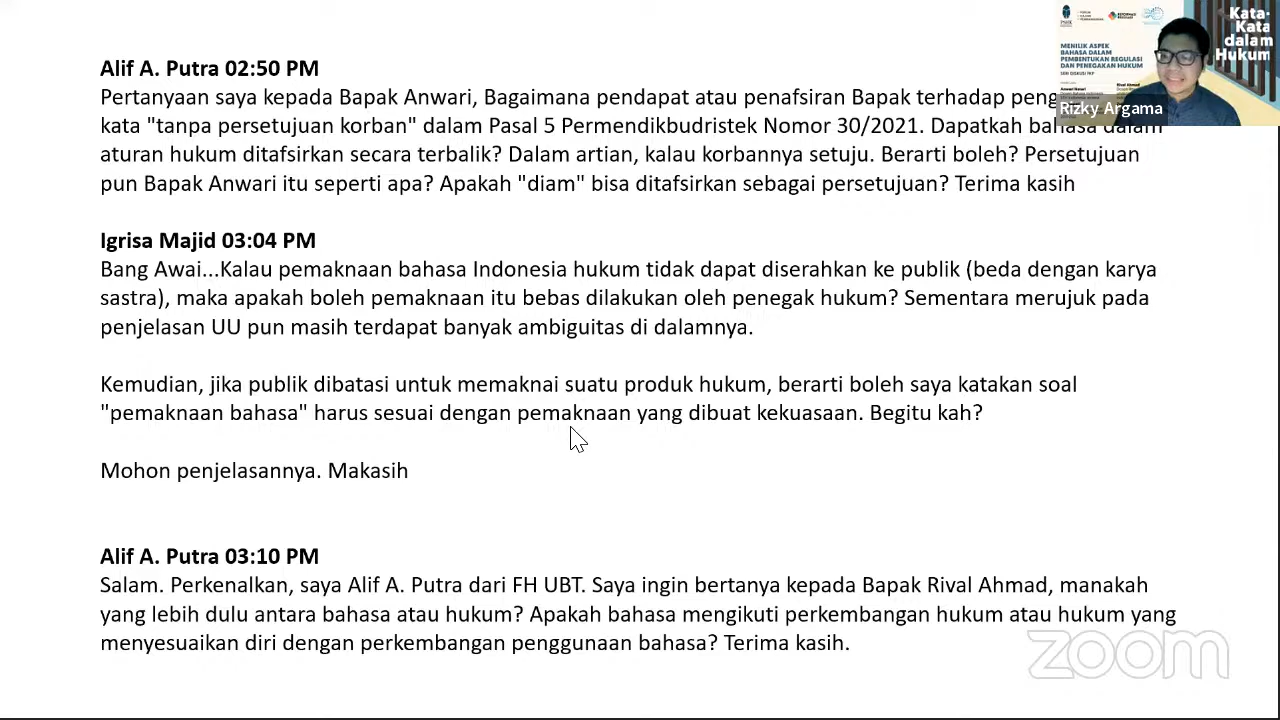 Alif A. Putra 02:50 PM
Pertanyaan saya kepada Bapak Anwari, Bagaimana pendapat atau penafsiran Bapak terhadap
kata "tanpa persetujuan korban" dalam Pasal 5 Permendikbudristek Nomor 30/2021. Dapatkah bahasa dalam
aturan hukum ditafsirkan secara terbalik? Dalam artian, kalau korbannya setuju. Berarti boleh? Persetujuan
pun Bapak Anwari itu seperti apa? Apakah "diam" bisa ditafsirkan sebagai persetujuan? Terima kasih
Igrisa Majid 03:04 PM
Bang Awai...Kalau pemaknaan bahasa Indonesia hukum tidak dapat diserahkan ke publik (beda dengan karya
sastra), maka apakah boleh pemaknaan itu bebas dilakukan oleh penegak hukum? Sementara merujuk pada
penjelasan UU pun masih terdapat banyak ambiguitas di dalamnya.
Kemudian, jika publik dibatasi untuk memaknai suatu produk hukum, berarti boleh saya katakan soal
"pemaknaan bahasa" harus sesuai dengan pemaknaan yang dibuat kekuasaan. Begitu kah?
Mohon penjelasannya. Makasih
Alif A. Putra 03:10 PM
Salam. Perkenalkan, saya Alif A. Putra dari FH UBT. Saya ingin bertanya kepada Bapak Rival Ahmad, manakah
yang lebih dulu antara bahasa atau hukum? Apakah bahasa mengikuti perkembangan hukum atau hukum yang
menyesuaikan diri dengan perkembangan penggunaan bahasa? Terima kasih.
MENILIK ASPEK
BAHASA DALAM
PEMBENTUKAN REGULASI
DAN PENEGAKAN HUKUM
Kata-
Kata
dalam
Hukum
Rizky Argama
zoom